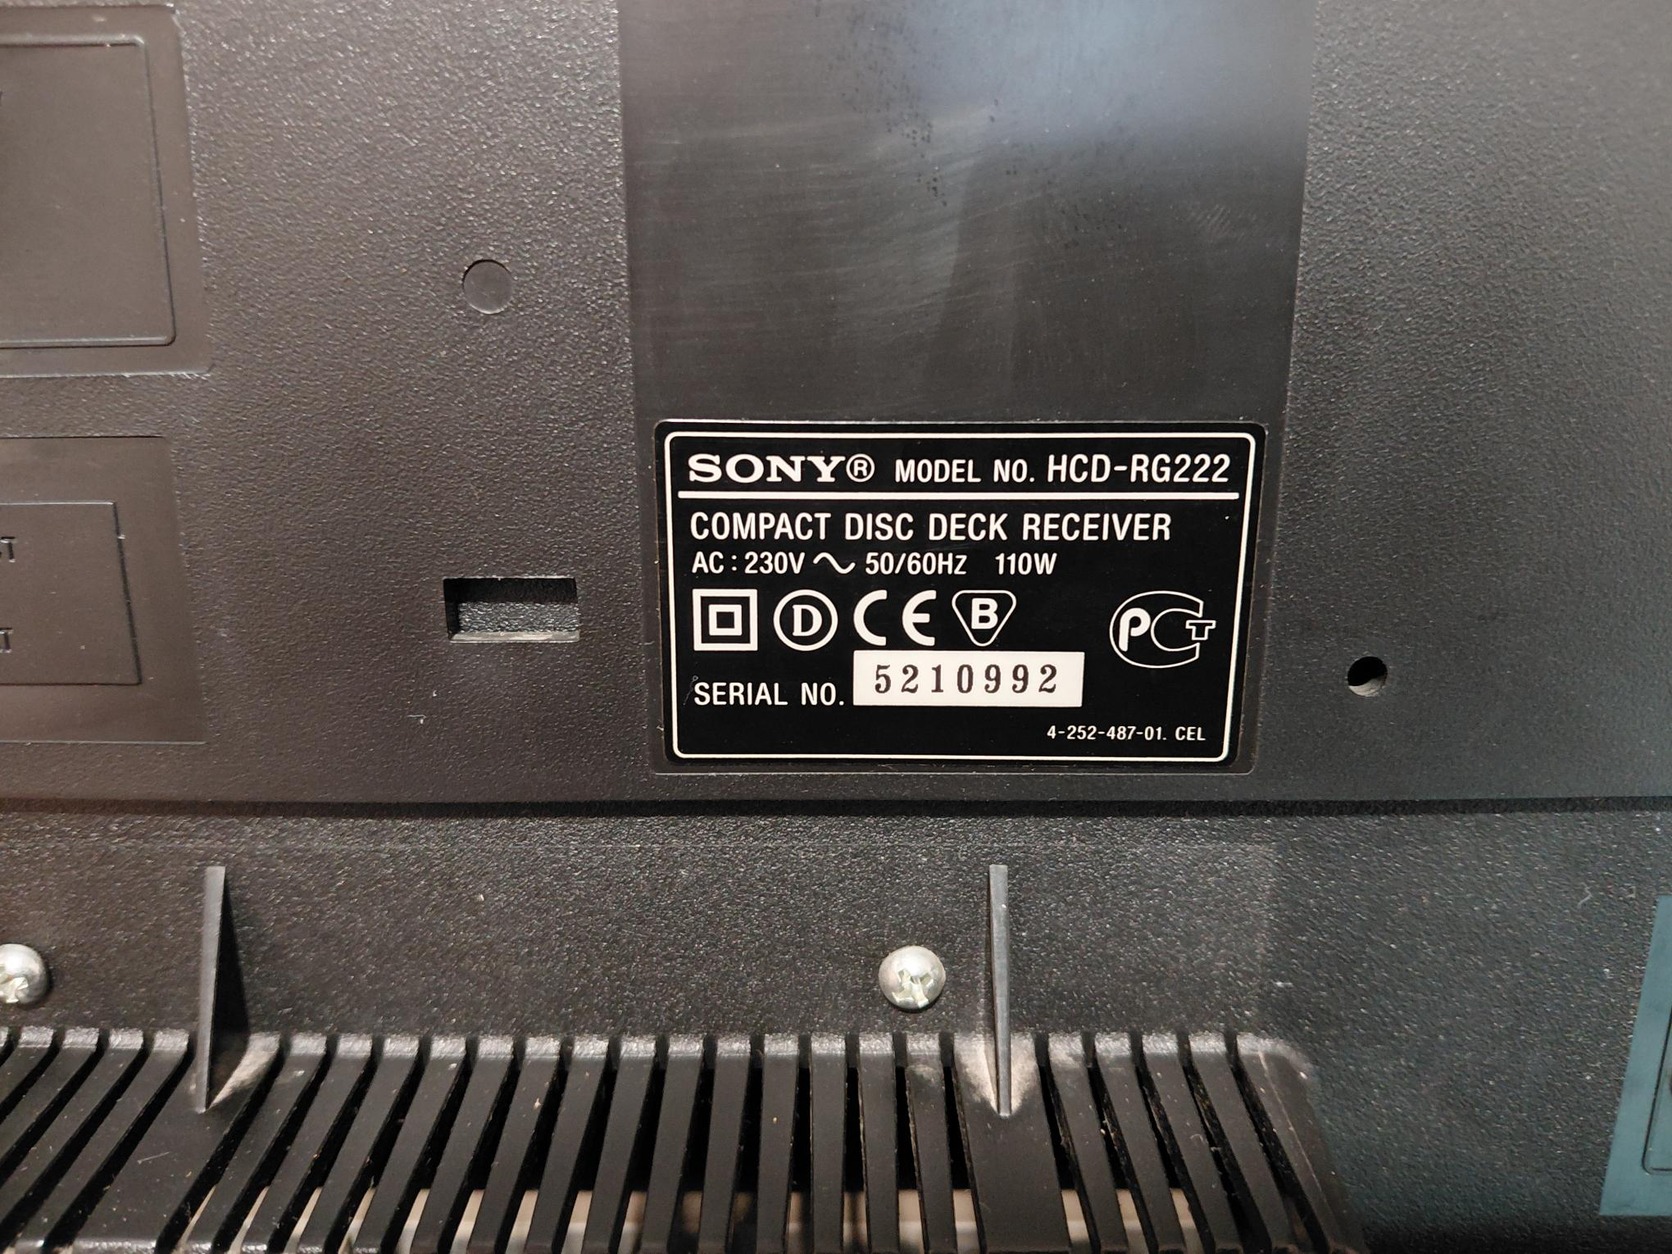 SONY® MODEL NO. HCD-RG222
COMPACT DISC DECK RECEIVER
AC : 230V ~ 50/60Hz 110W
D CE B PCT
SERIAL NO. 5210992
4-252-487-01. CEL